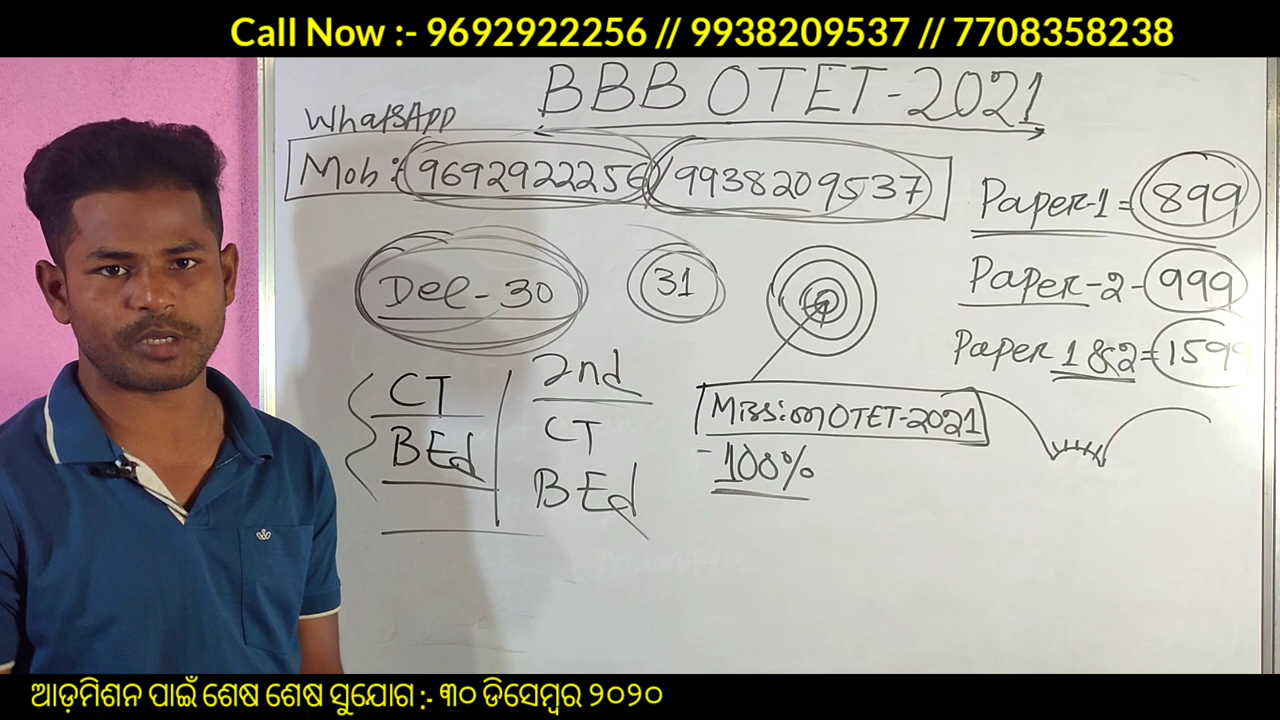 Call Now :- 9692922256 // 9938209537 // 7708358238
BBB OTET-2021
WhatsApp
Mob: 9692922256/9938209537
Paper-1 = 899
Paper-2 - 999
Paper 1 & 2 = 1599
Dec - 30
31
CT
BEd
2nd
CT
BEd
Mission OTET-2021
100%
ଆଡ଼ମିଶନ ପାଇଁ ଶେଷ ଶେଷ ସୁଯୋଗ :- ୩୦ ଡିସେମ୍ବର ୨୦୨୦